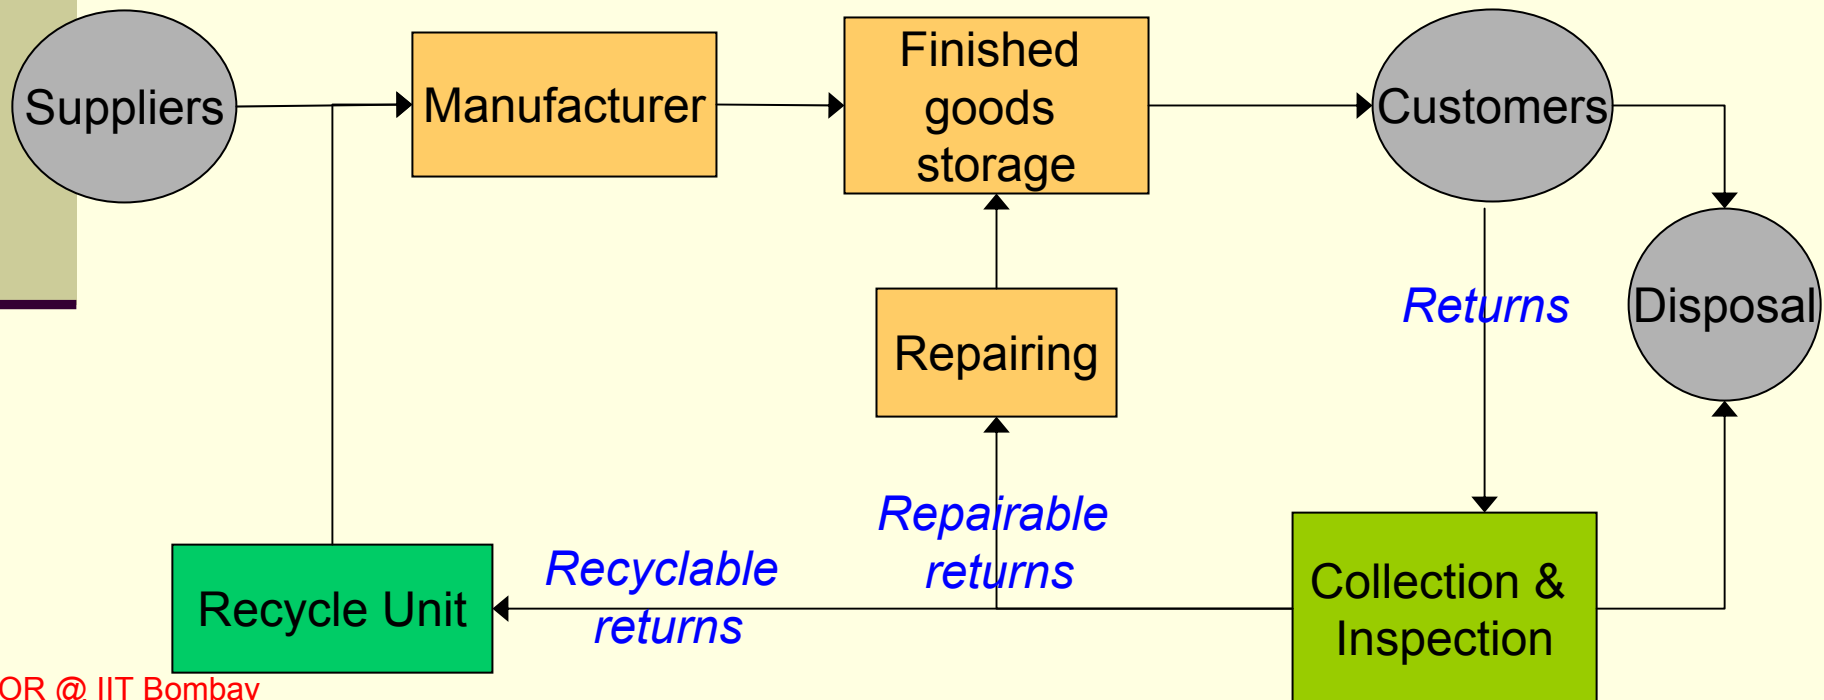 Suppliers
Manufacturer
Finished
goods
storage
Customers
Returns
Disposal
Repairing
Repairable
returns
Recyclable
returns
Recycle Unit
Collection &
Inspection
OR @ IIT Bombay